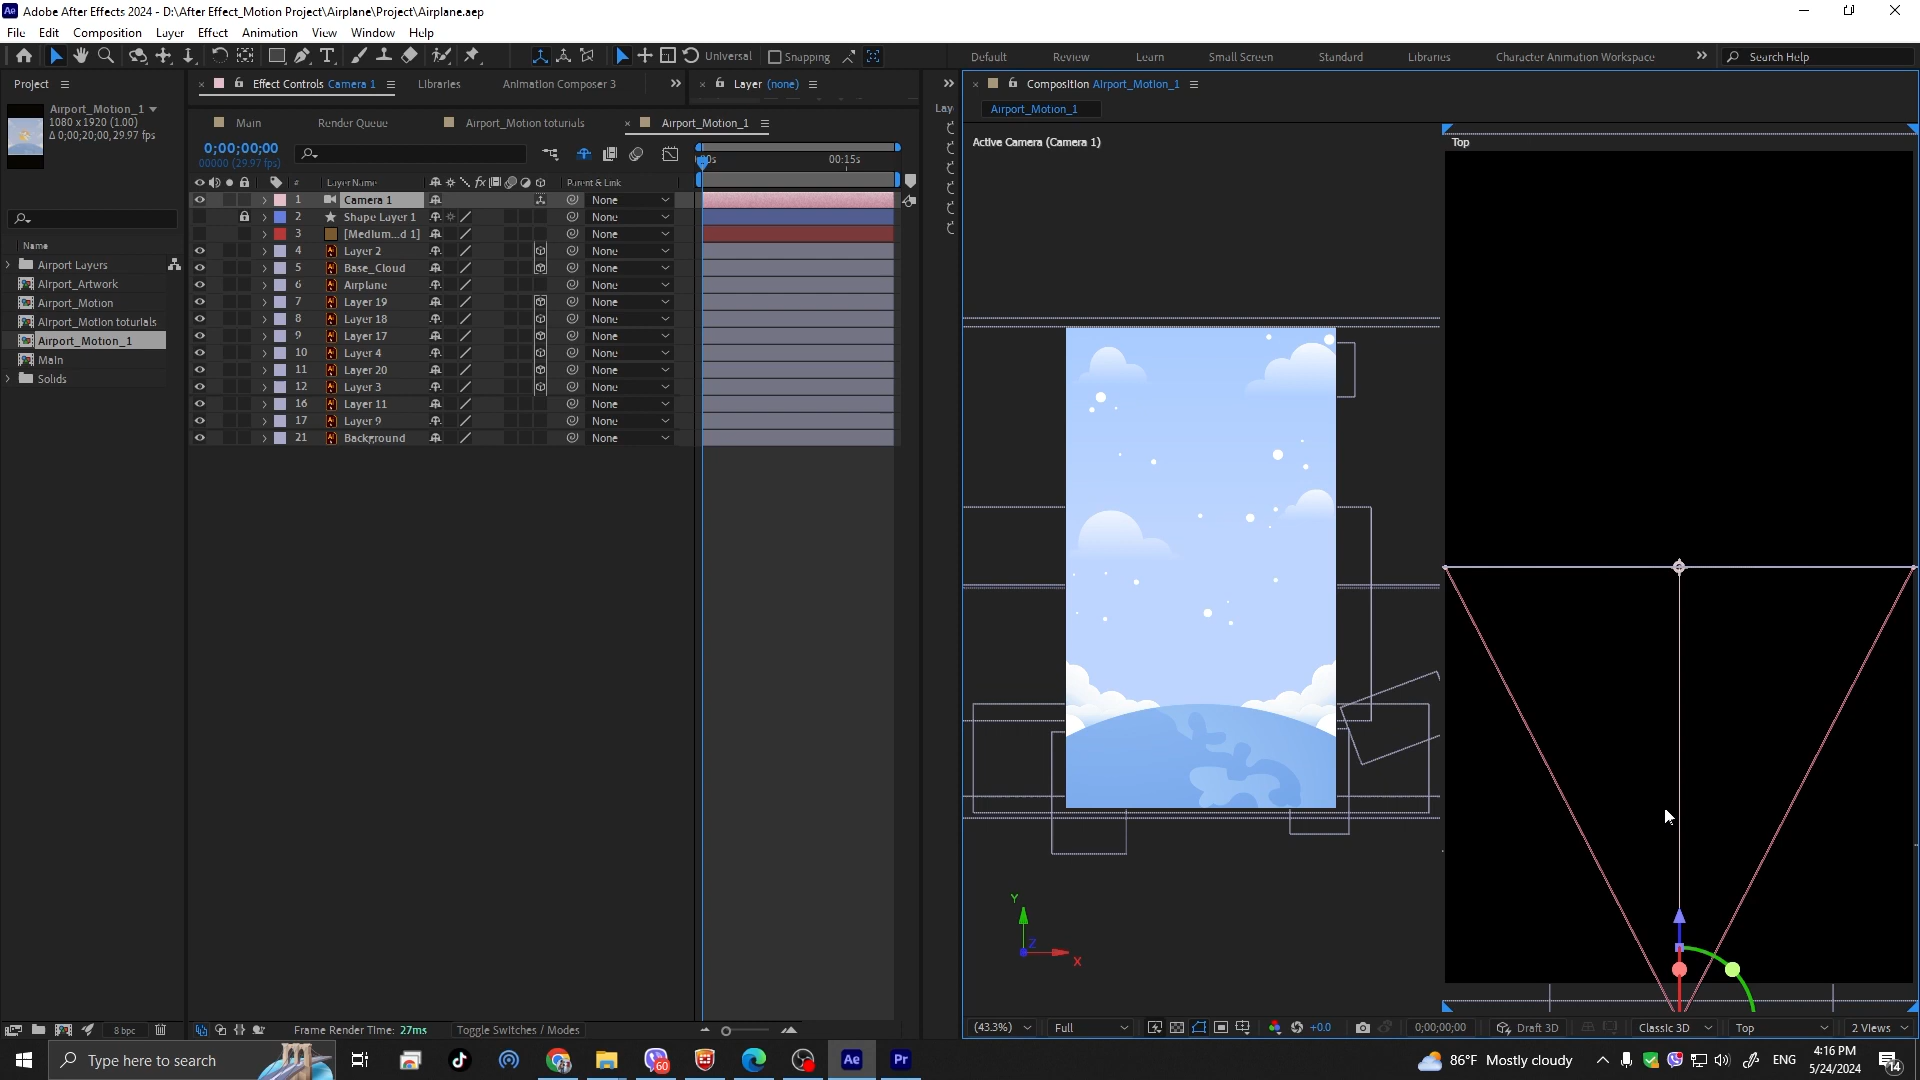 Ae Adobe After Effects 2024 - D:\After Effect_Motion Project\Airplane\Project\Airplane.aep
File Edit Composition Layer Effect Animation View Window Help
Universal Snapping Default Review Learn Small Screen Standard Libraries Character Animation Workspace Search Help
Project
Airport_Motion_1
1080 x 1920 (1.00)
Δ 0;00;20;00, 29.97 fps
Effect Controls Camera 1 Libraries Animation Composer 3 Layer (none)
Composition Airport_Motion_1
Airport_Motion_1
Main Render Queue Airport_Motion toturials Airport_Motion_1
0;00;00;00
00000 (29.97 fps)
00:15s
# Layer Name Parent & Link
1 Camera 1 None
2 Shape Layer 1 None
3 [Medium...d 1] None
4 Layer 2 None
5 Base_Cloud None
6 Airplane None
7 Layer 19 None
8 Layer 18 None
9 Layer 17 None
10 Layer 4 None
11 Layer 20 None
12 Layer 3 None
16 Layer 11 None
17 Layer 9 None
21 Background None
Name
Airport Layers
Airport_Artwork
Airport_Motion
Airport_Motion toturials
Airport_Motion_1
Main
Solids
Lay
Active Camera (Camera 1)
Top
Y
Z
X
8 bpc
Frame Render Time: 27ms Toggle Switches / Modes
(43.3%) Full +0.0 0;00;00;00 Draft 3D Classic 3D Top 2 Views
Type here to search
60
Ae
Pr
86°F Mostly cloudy ENG
4:16 PM
5/24/2024
14